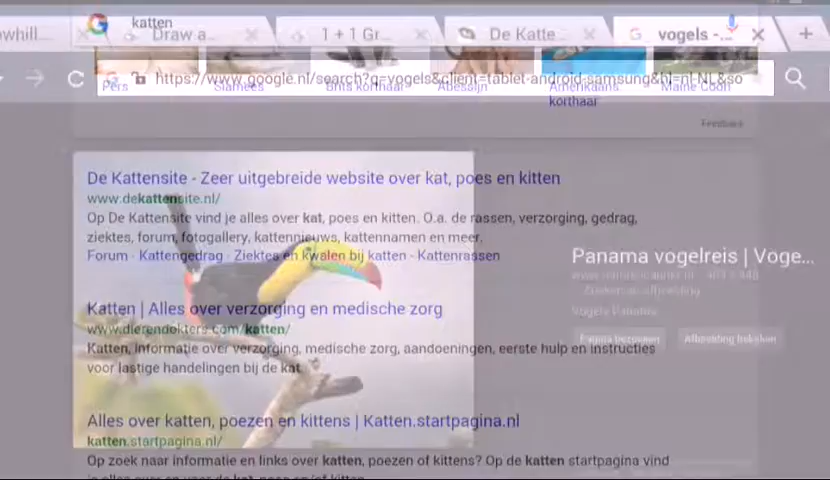 katten
owhill...
Draw a...
1 + 1 Gr...
De Katte...
vogels -...
https://www.google.nl/search?q=vogels&client=tablet-android-samsung&hl=nl-NL&so
Pers
Siamees
Brits korthaar
Abessijn
Amerikaans korthaar
Maine Coon
Feedback
De Kattensite - Zeer uitgebreide website over kat, poes en kitten
www.dekattensite.nl/
Op De Kattensite vind je alles over kat, poes en kitten. O.a. de rassen, verzorging, gedrag,
ziektes, forum, fotogallery, kattennieuws, kattennamen en meer.
Forum - Kattengedrag - Ziektes en kwalen bij katten - Kattenrassen
Panama vogelreis | Voge...
Vogels Panama
Pagina bezoeken
Afbeelding bekijken
Katten | Alles over verzorging en medische zorg
www.dierendokters.com/katten/
Katten, informatie over verzorging, medische zorg, aandoeningen, eerste hulp en instructies
voor lastige handelingen bij de kat
Alles over katten, poezen en kittens | Katten.startpagina.nl
katten.startpagina.nl/
Op zoek naar informatie en links over katten, poezen of kittens? Op de katten startpagina vind